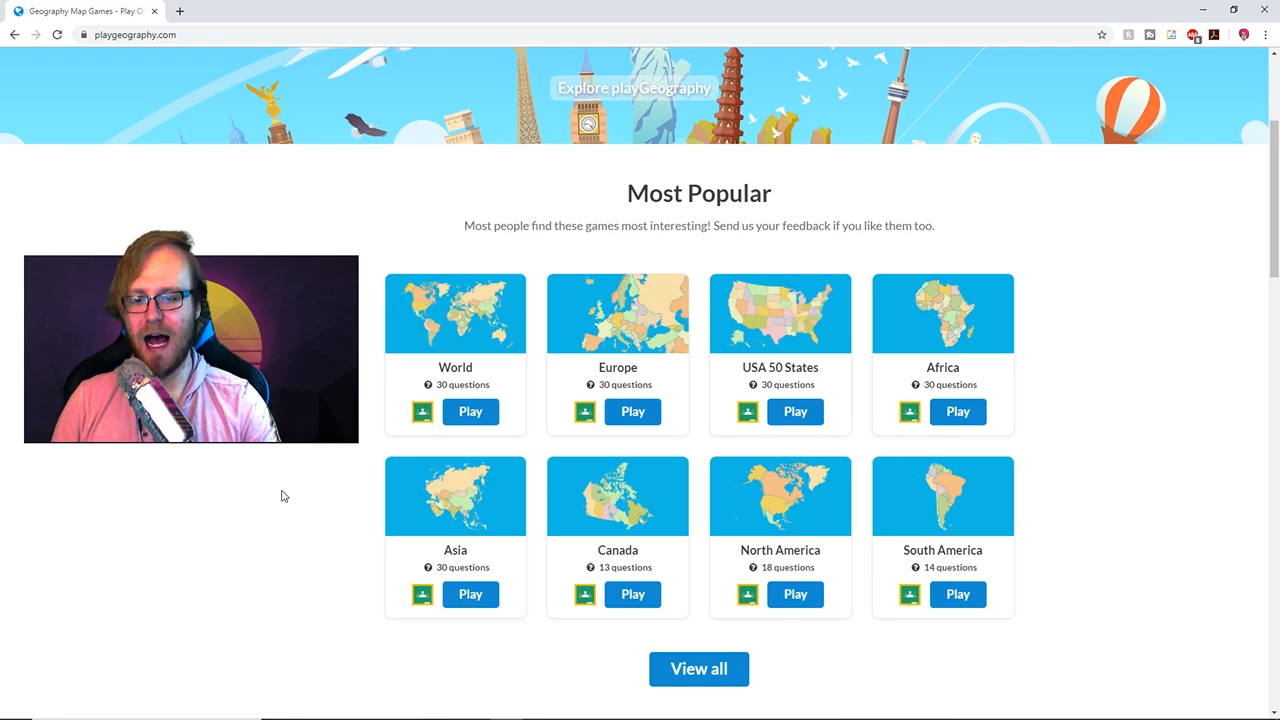 Geography Map Games - Play O
playgeography.com
Explore playGeography
Most Popular
Most people find these games most interesting! Send us your feedback if you like them too.
World
30 questions
Play
Europe
30 questions
Play
USA 50 States
30 questions
Play
Africa
30 questions
Play
Asia
30 questions
Play
Canada
13 questions
Play
North America
18 questions
Play
South America
14 questions
Play
View all